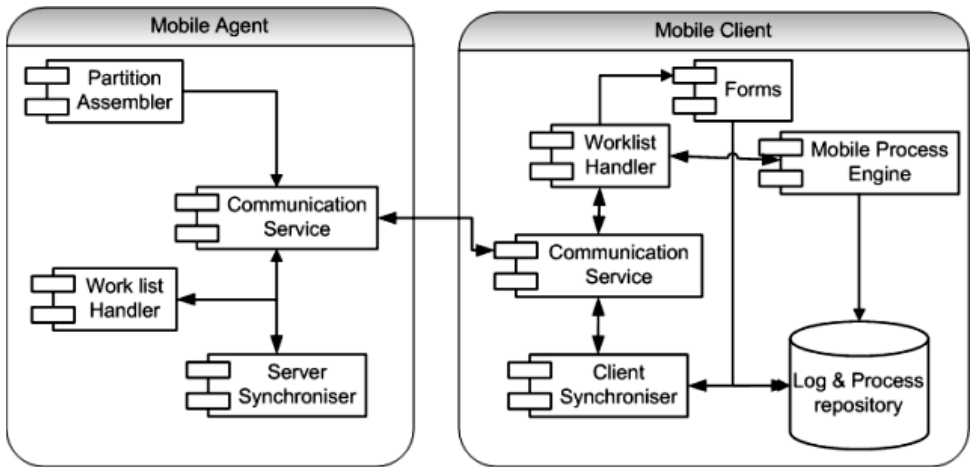 Mobile Agent
Partition
Assembler
Communication
Service
Work list
Handler
Server
Synchroniser
Mobile Client
Forms
Worklist
Handler
Mobile Process
Engine
Communication
Service
Client
Synchroniser
Log & Process
repository